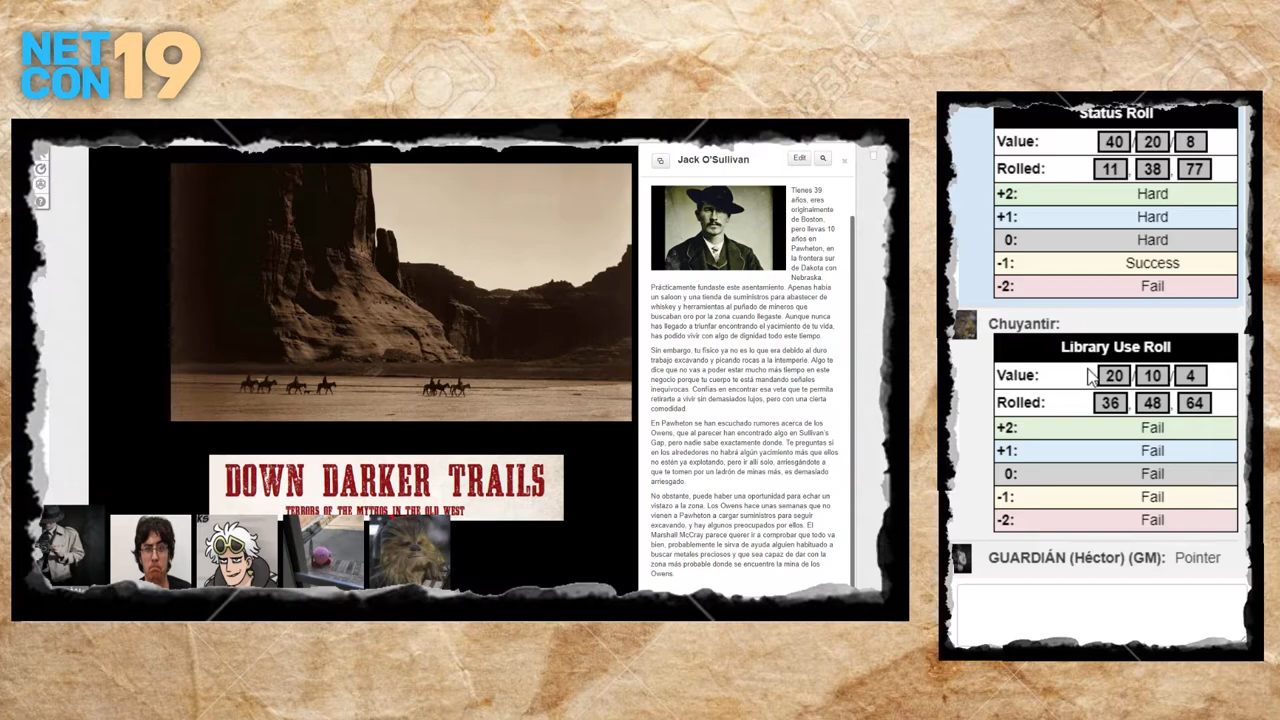 NET
CON 19
Jack O'Sullivan
Edit
Tienes 39
años, eres
originalmente
de Boston,
pero llevas 10
años en
Pawheton, en
la frontera sur
de Dakota con
Nebraska.
Prácticamente fundaste este asentamiento. Apenas había
un saloon y una tienda de suministros para abastecer de
whiskey y herramientas al puñado de mineros que
buscaban oro por la zona cuando llegaste. Aunque nunca
has llegado a triunfar encontrando el yacimiento de tu vida,
has podido vivir con algo de dignidad todo este tiempo
Sin embargo, tu físico ya no es lo que era debido al duro
trabajo excavando y picando rocas a la intemperie. Algo te
dice que no vas a poder estar mucho más tiempo en este
negocio porque tu cuerpo te está mandando señales
inequívocas. Confías en encontrar esa veta que te permita
retirarte a vivir sin demasiados lujos, pero con una cierta
comodidad.
En Pawheton se han escuchado rumores acerca de los
Owens, que al parecer han encontrado algo en Sullivan's
Gap, pero nadie sabe exactamente donde. Te preguntas si
en los alrededores no habrá algún yacimiento más que ellos
no estén ya explotando, pero ir allí solo, arriesgándote a
que te tomen por un ladrón de minas más, es demasiado
arriesgado.
No obstante, puede haber una oportunidad para echar un
vistazo a la zona. Los Owens hace unas semanas que no
vienen a Pawheton a cargar suministros para seguir
excavando, y hay algunos preocupados por ellos. El
Marshall McCray parece querer ir a comprobar que todo va
bien, probablemente le sirva de ayuda alguien habituado a
buscar metales preciosos y que sea capaz de dar con la
zona más probable donde se encuentre la mina de los
Owens.
DOWN DARKER TRAILS
TERRORS OF THE MYTHOS IN THE OLD WEST
KS
Status Roll
Value: 40 / 20 / 8
Rolled: 11 , 38 , 77
+2: Hard
+1: Hard
0: Hard
-1: Success
-2: Fail
Chuyantir:
Library Use Roll
Value: 20 / 10 / 4
Rolled: 36 , 48 , 64
+2: Fail
+1: Fail
0: Fail
-1: Fail
-2: Fail
GUARDIÁN (Héctor) (GM): Pointer